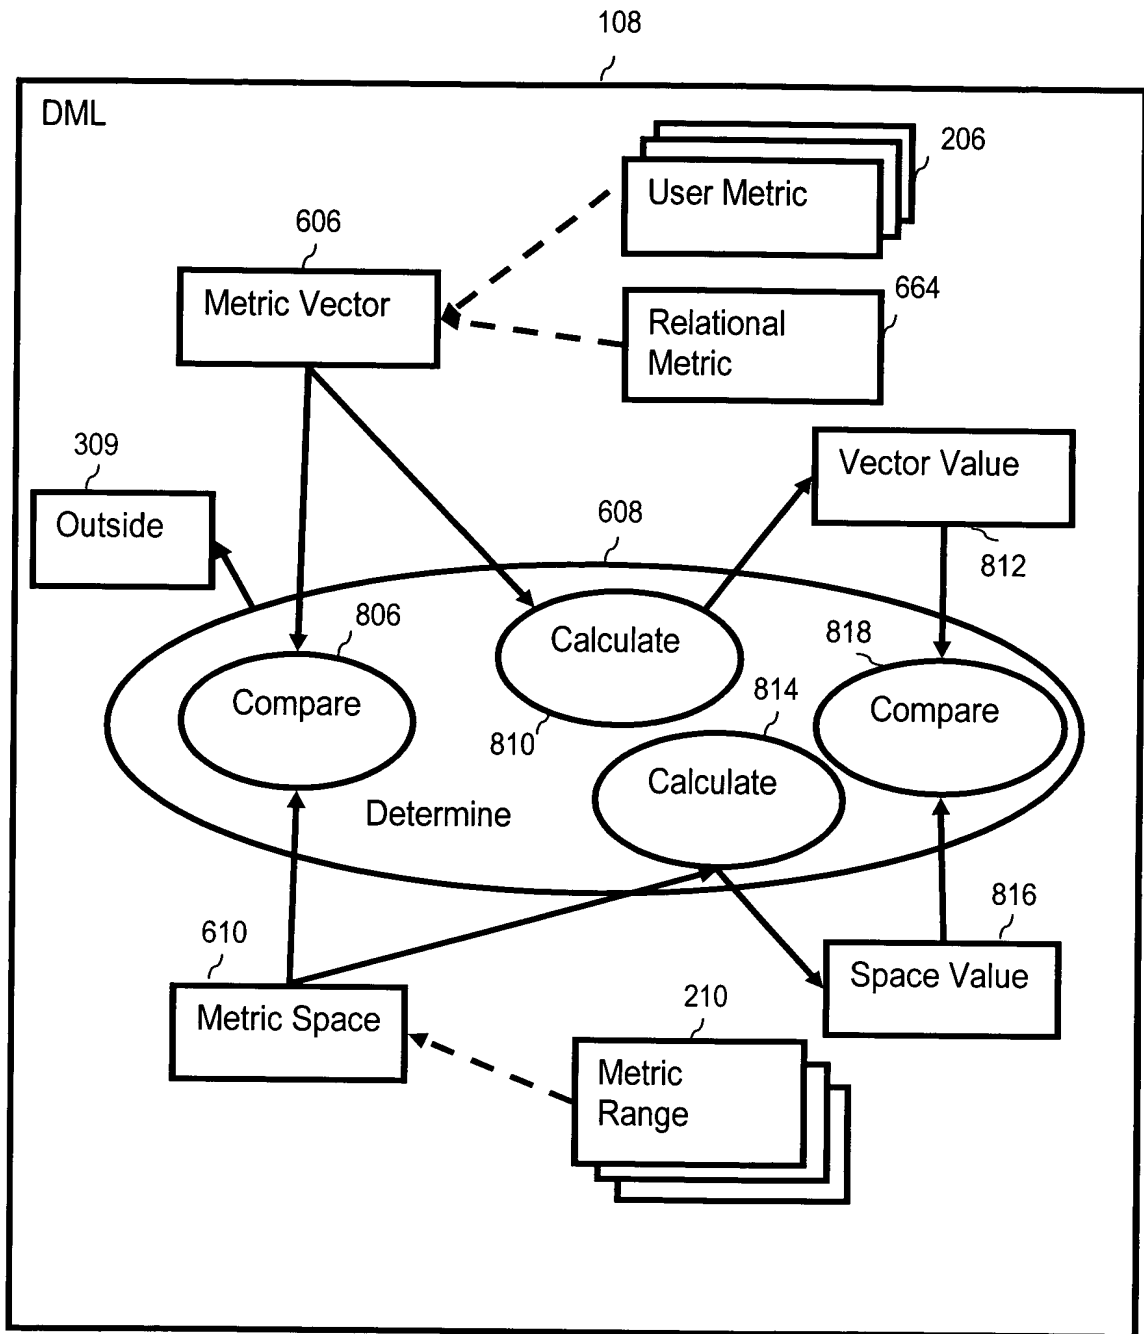 108
DML
206
User Metric
606
Metric Vector
664
Relational
Metric
309
Outside
Vector Value
812
608
806
Compare
Calculate
810
818
Compare
814
Calculate
Determine
610
Metric Space
816
Space Value
210
Metric
Range